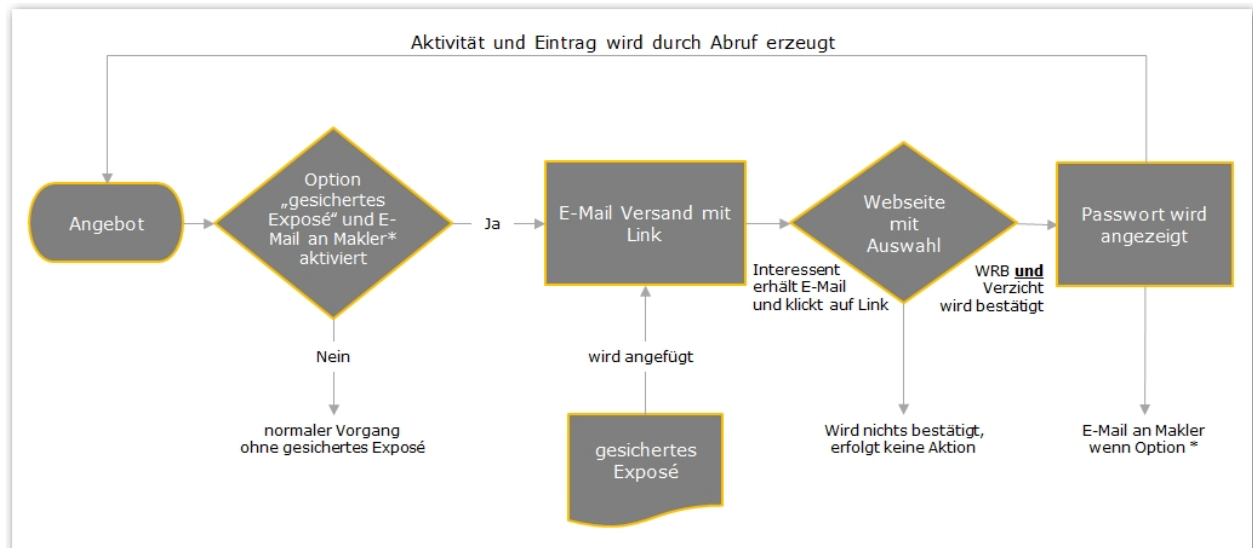 Aktivität und Eintrag wird durch Abruf erzeugt
Angebot
Option
„gesichertes
Exposé“ und E-
Mail an Makler*
aktiviert
Ja
E-Mail Versand mit
Link
Webseite
mit
Auswahl
Passwort wird
angezeigt
Interessent
erhält E-Mail
und klickt auf Link
WRB und
Verzicht
wird bestätigt
Nein
wird angefügt
normaler Vorgang
ohne gesichertes Exposé
gesichertes
Exposé
Wird nichts bestätigt,
erfolgt keine Aktion
E-Mail an Makler
wenn Option *